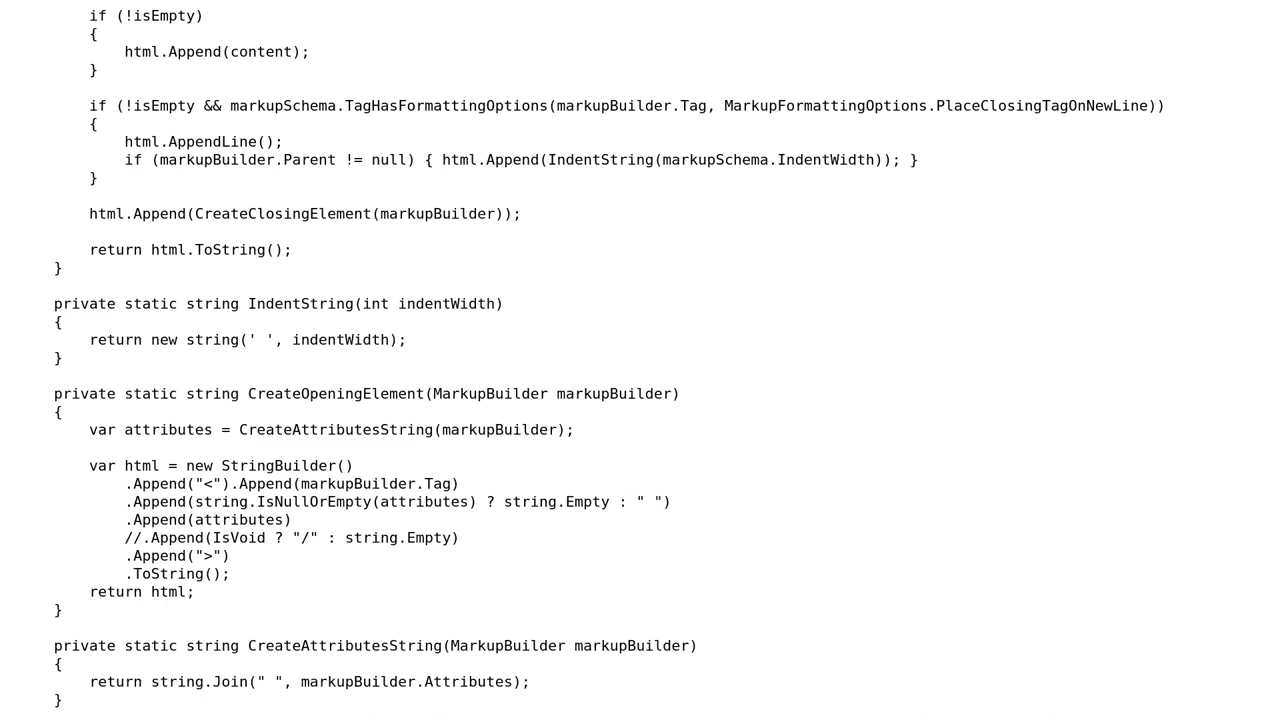 if (!isEmpty)
{
html.Append(content);
}
if (!isEmpty && markupSchema.TagHasFormattingOptions(markupBuilder.Tag, MarkupFormattingOptions.PlaceClosingTagOnNewLine))
{
html.AppendLine();
if (markupBuilder.Parent != null) { html.Append(IndentString(markupSchema.IndentWidth)); }
}
html.Append(CreateClosingElement(markupBuilder));
return html.ToString();
}
private static string IndentString(int indentWidth)
{
return new string(' ', indentWidth);
}
private static string CreateOpeningElement(MarkupBuilder markupBuilder)
{
var attributes = CreateAttributesString(markupBuilder);
var html = new StringBuilder()
.Append("<").Append(markupBuilder.Tag)
.Append(string.IsNullOrEmpty(attributes) ? string.Empty : " ")
.Append(attributes)
//.Append(IsVoid ? "/" : string.Empty)
.Append(">")
.ToString();
return html;
}
private static string CreateAttributesString(MarkupBuilder markupBuilder)
{
return string.Join(" ", markupBuilder.Attributes);
}